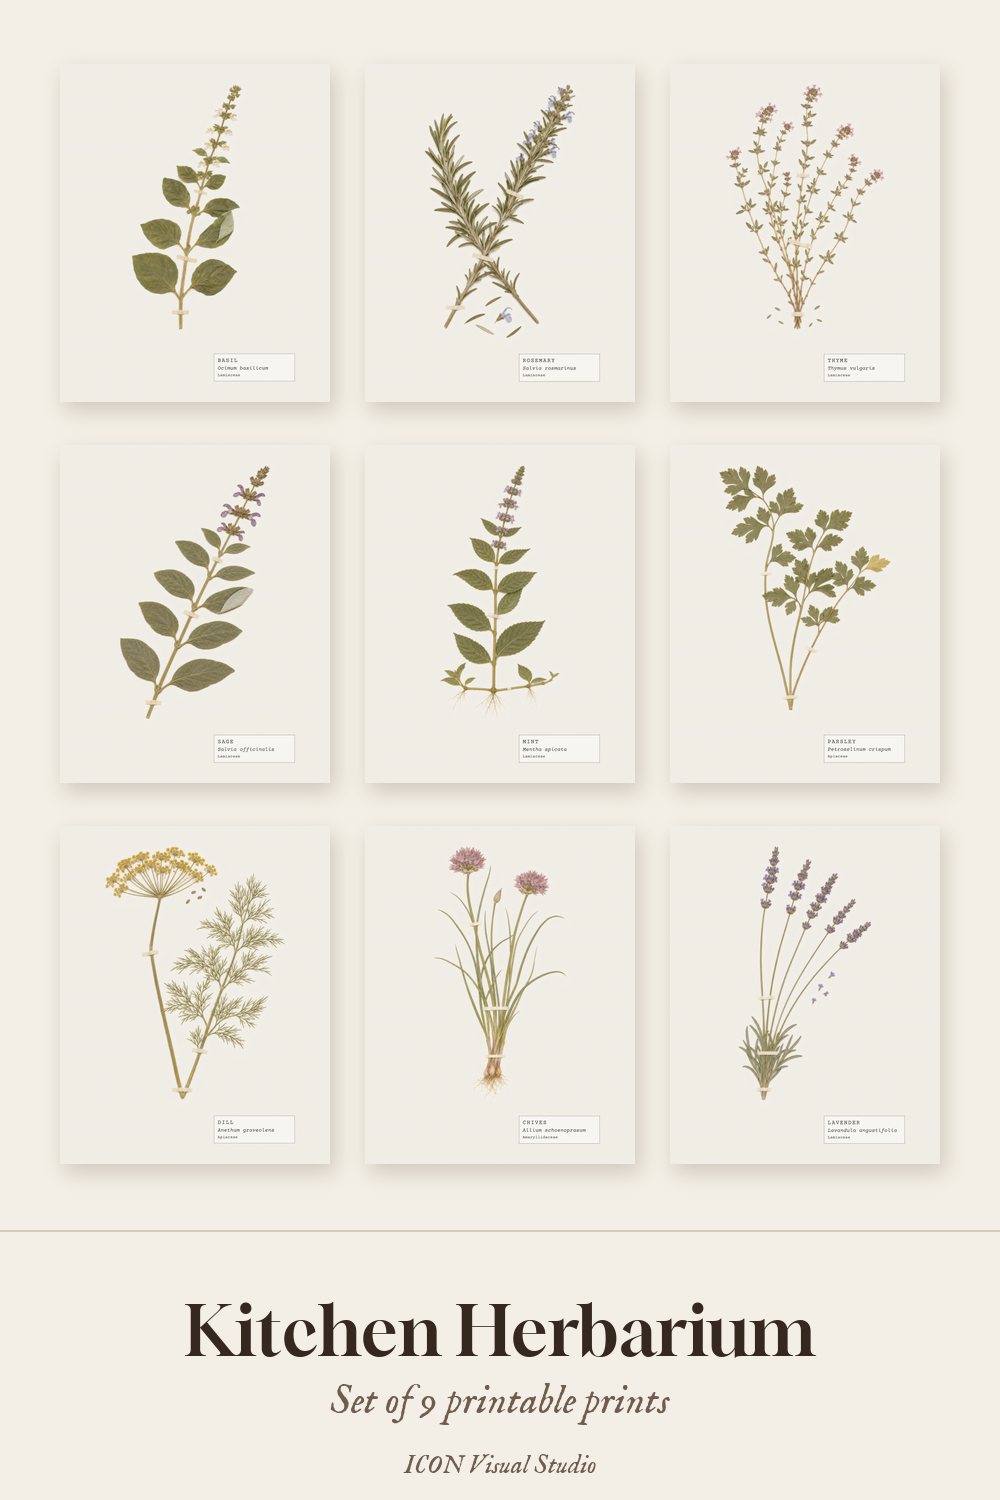 BASIL
Ocimum basilicum
Lamiaceae
ROSEMARY
Salvia rosmarinus
Lamiaceae
THYME
Thymus vulgaris
Lamiaceae
SAGE
Salvia officinalis
Lamiaceae
MINT
Mentha spicata
Lamiaceae
PARSLEY
Petroselinum crispum
Apiaceae
DILL
Anethum graveolens
Apiaceae
CHIVES
Allium schoenoprasum
Amaryllidaceae
LAVENDER
Lavandula angustifolia
Lamiaceae
Kitchen Herbarium
Set of 9 printable prints
ICON Visual Studio